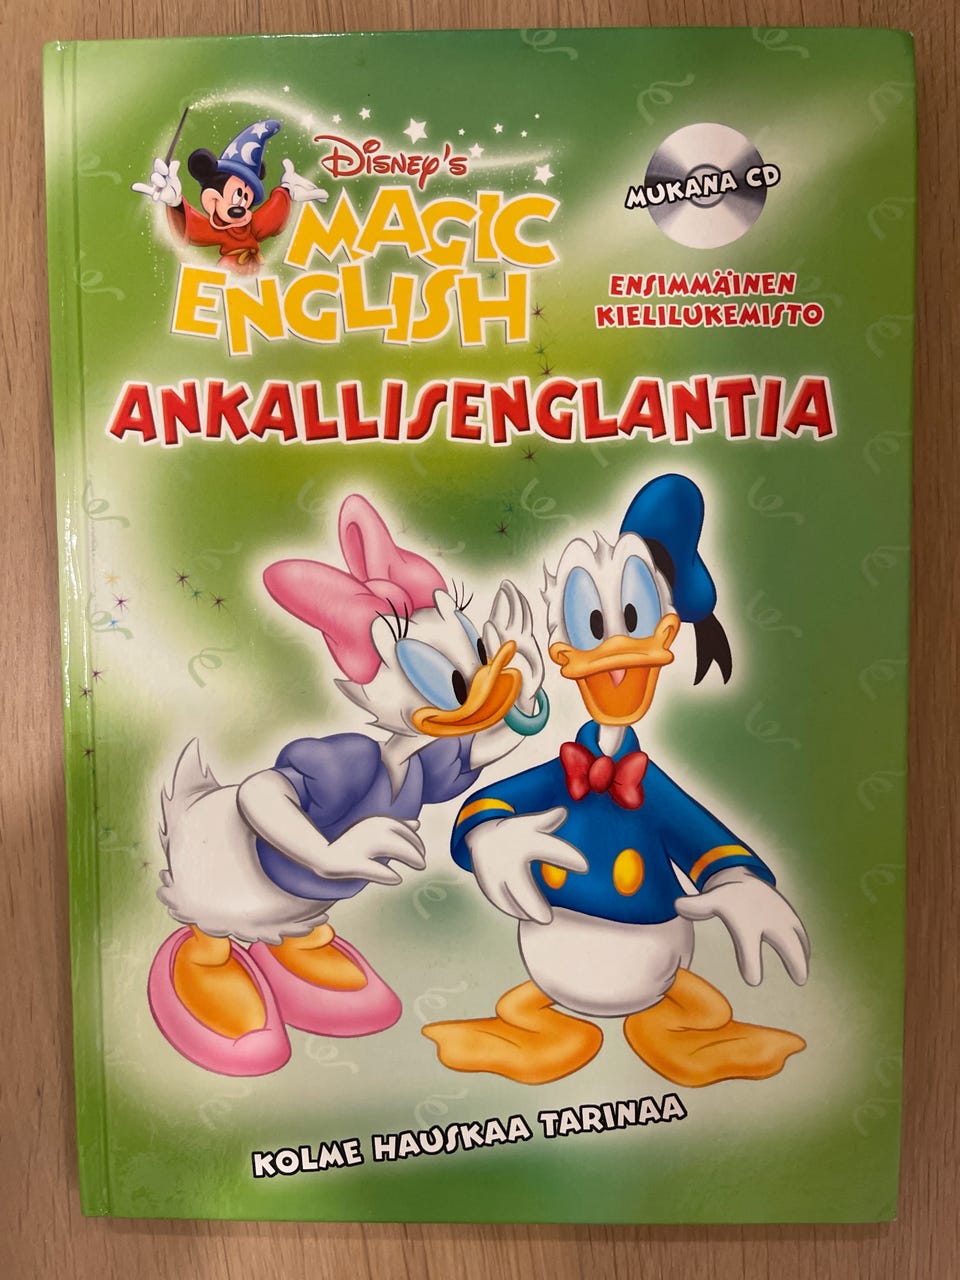 Disney's
MAGIC
ENGLISH
MUKANA CD
ENSIMMÄINEN
KIELILUKEMISTO
ANKALLISENGLANTIA
KOLME HAUSKAA TARINAA